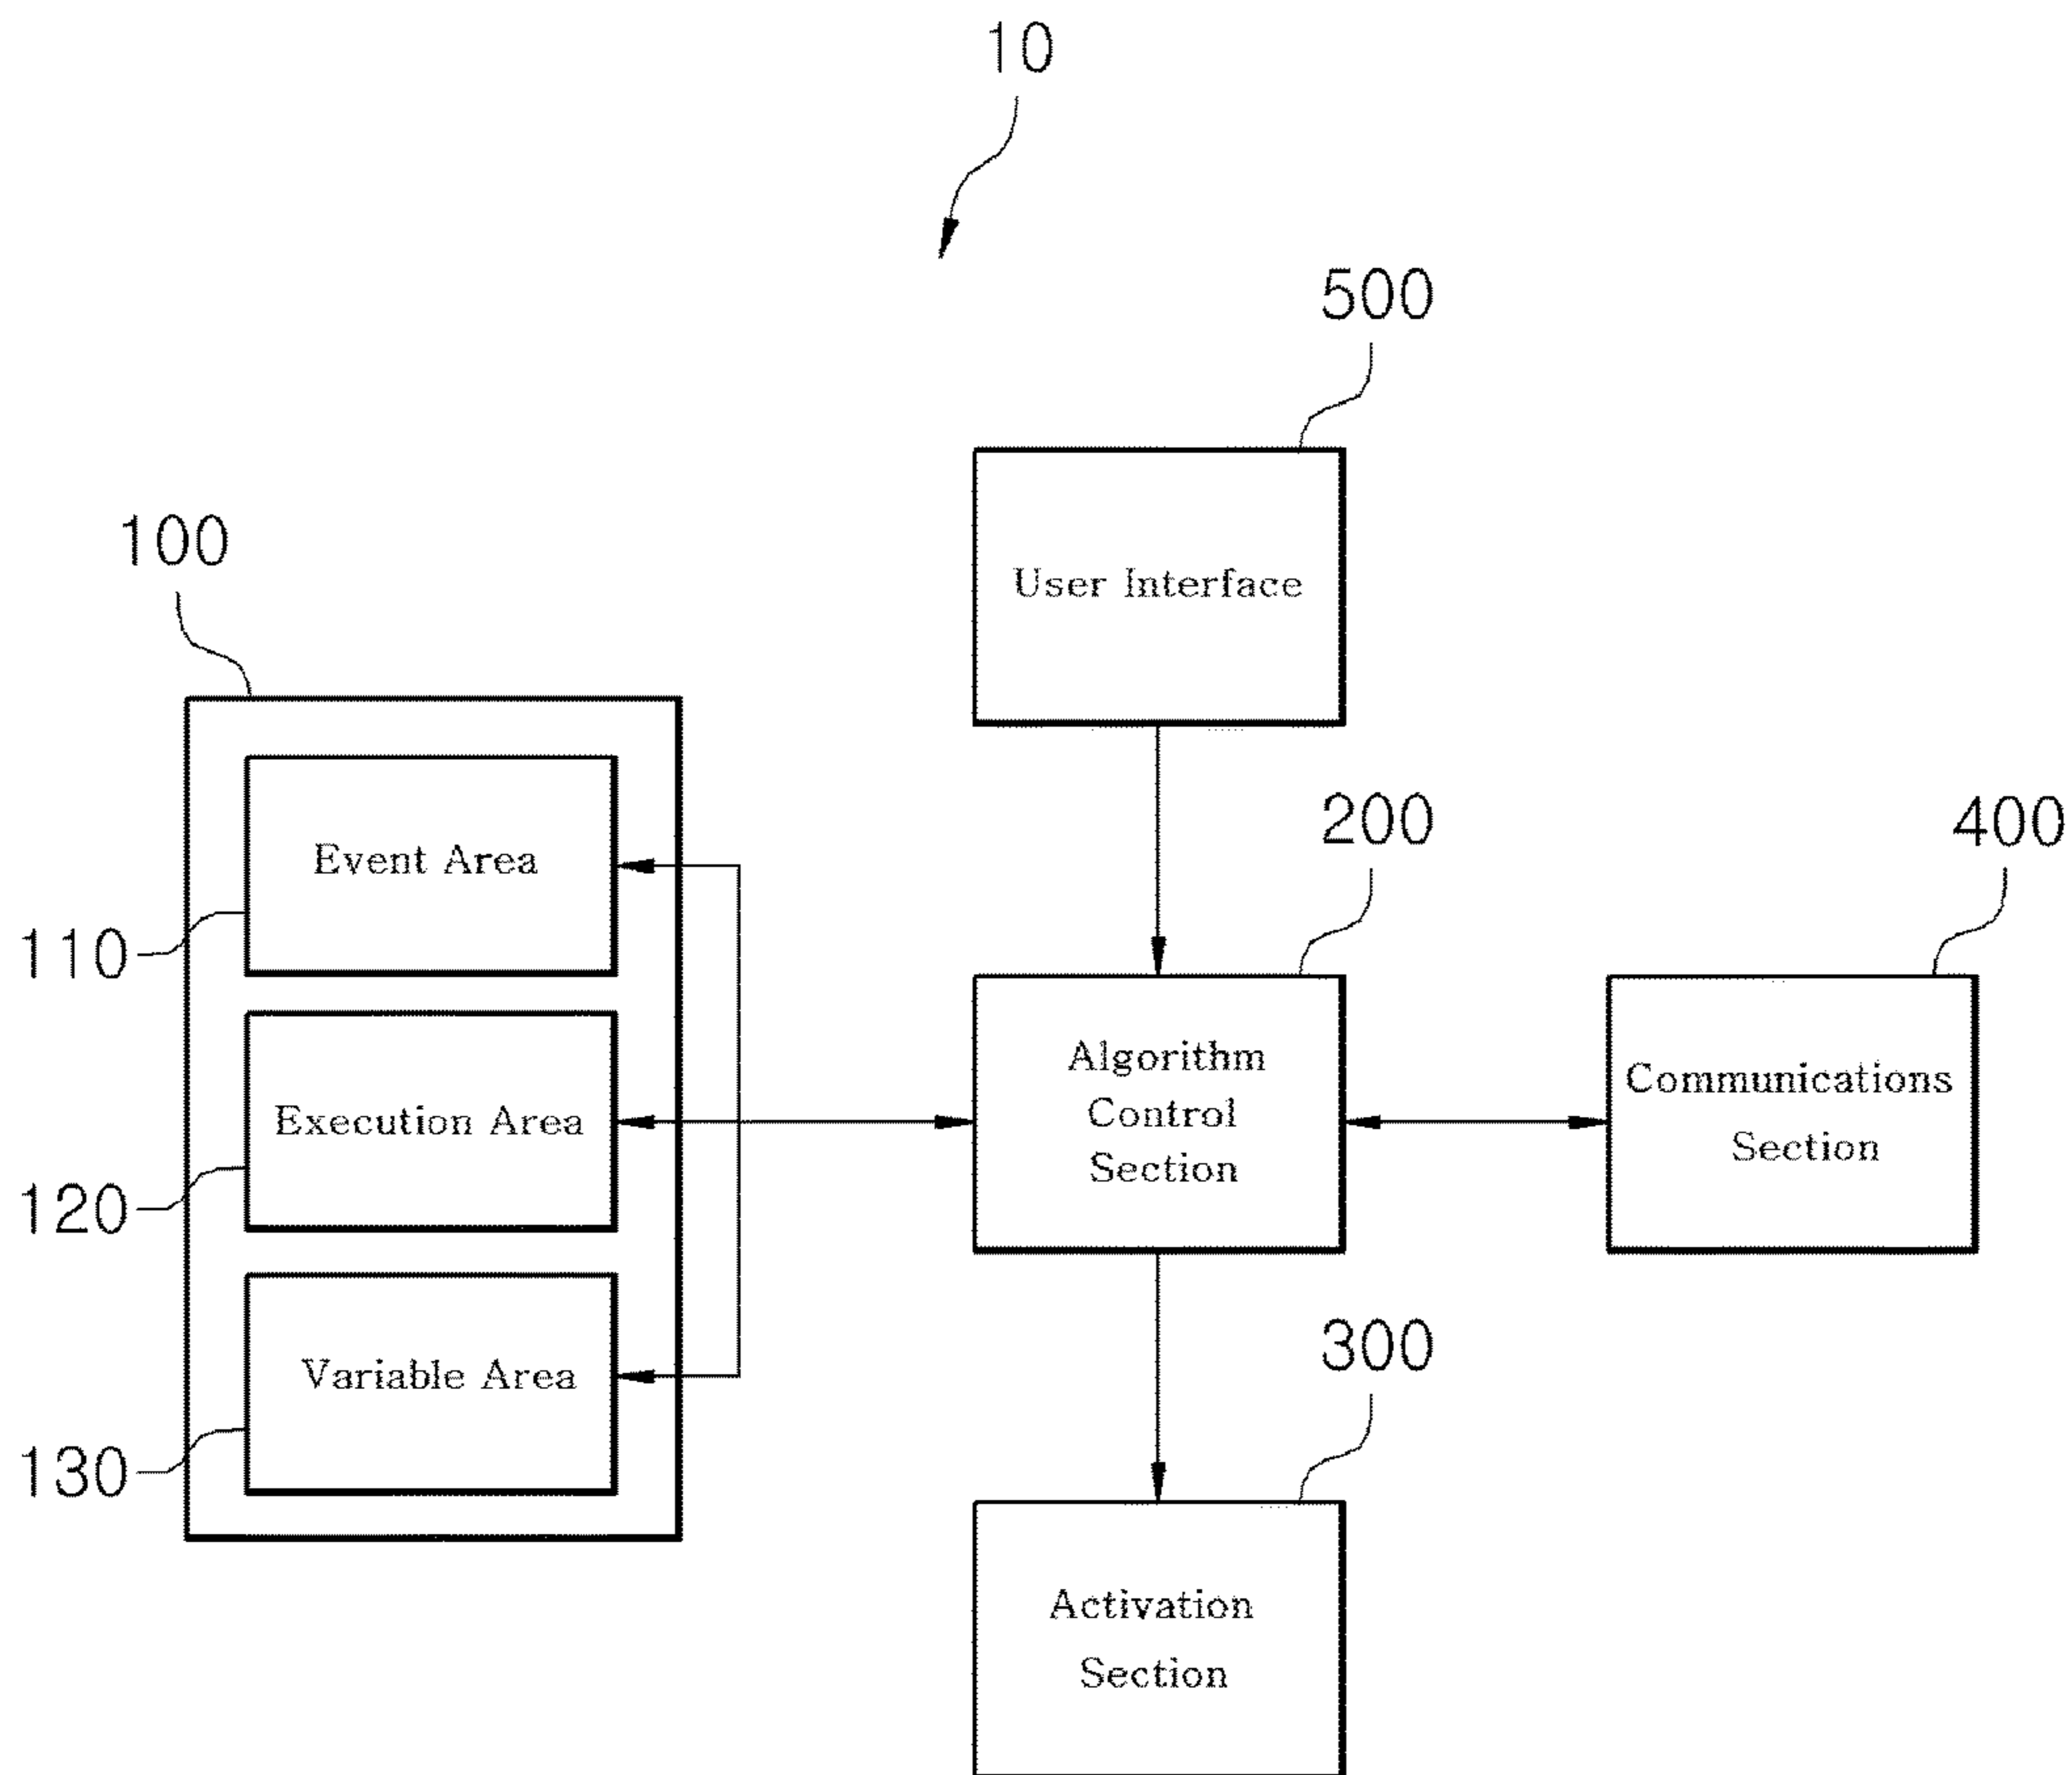 10
500
User Interface
100
Event Area
110
Execution Area
120
Variable Area
130
200
Algorithm
Control
Section
400
Communications
Section
300
Activation
Section